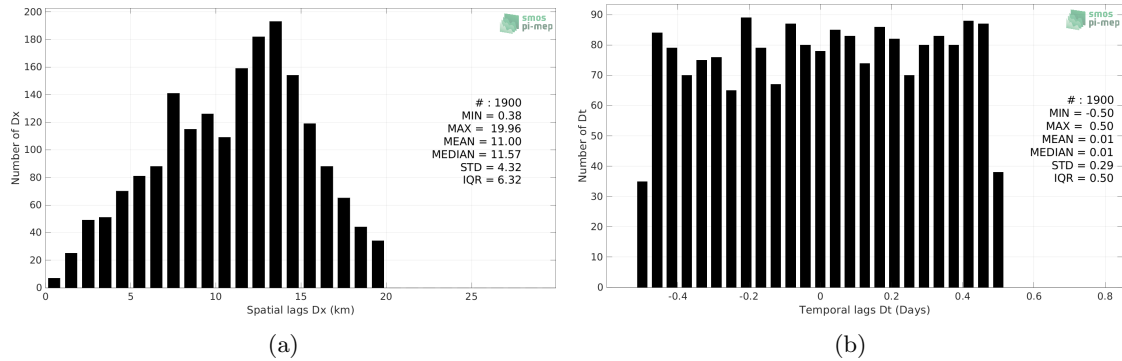 200
180
160
140
120
100
80
60
40
20
0
Number of Dx
0 5 10 15 20 25
Spatial lags Dx (km)
smos
pi-mep
# : 1900
MIN = 0.38
MAX = 19.96
MEAN = 11.00
MEDIAN = 11.57
STD = 4.32
IQR = 6.32
(a)
90
80
70
60
50
40
30
20
10
0
Number of Dt
-0.4 -0.2 0 0.2 0.4 0.6 0.8
Temporal lags Dt (Days)
smos
pi-mep
# : 1900
MIN = -0.50
MAX = 0.50
MEAN = 0.01
MEDIAN = 0.01
STD = 0.29
IQR = 0.50
(b)